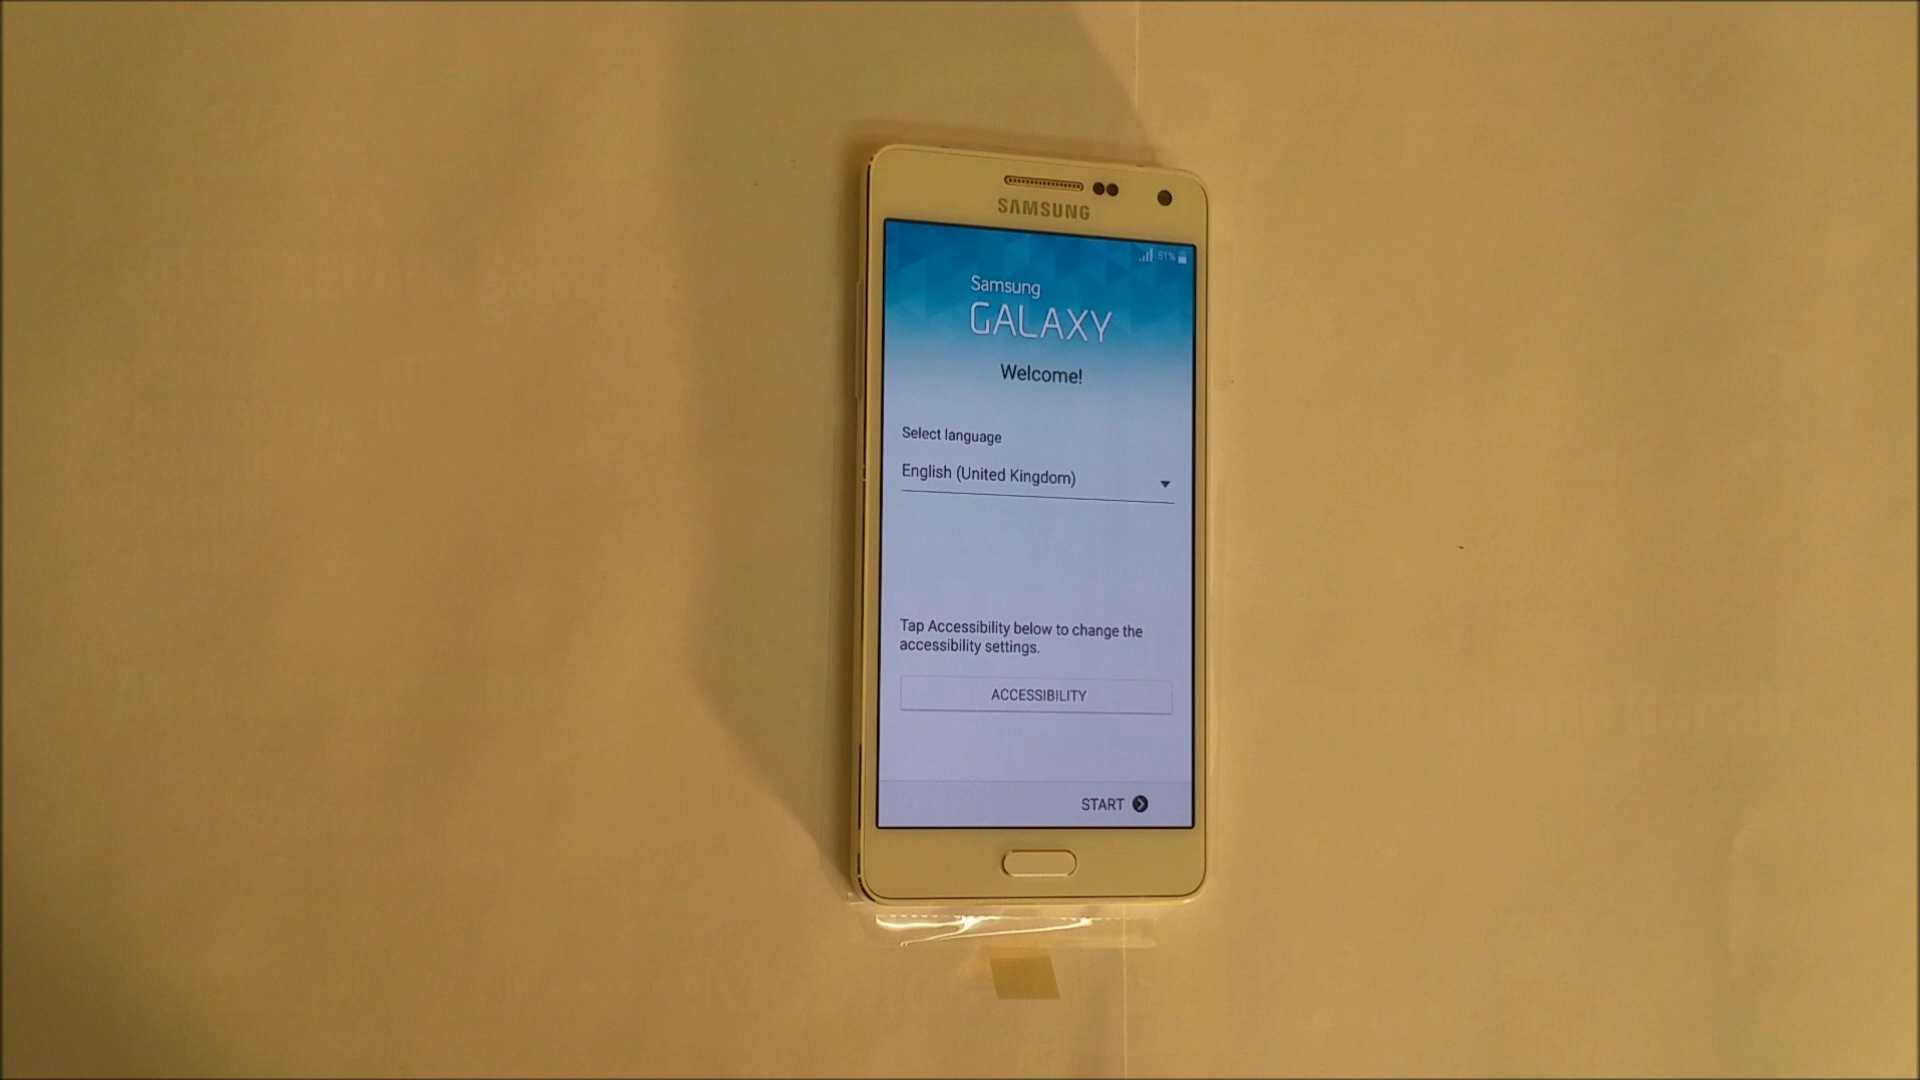 SAMSUNG
51%
Samsung
GALAXY
Welcome!
Select language
English (United Kingdom)
Tap Accessibility below to change the
accessibility settings.
ACCESSIBILITY
START